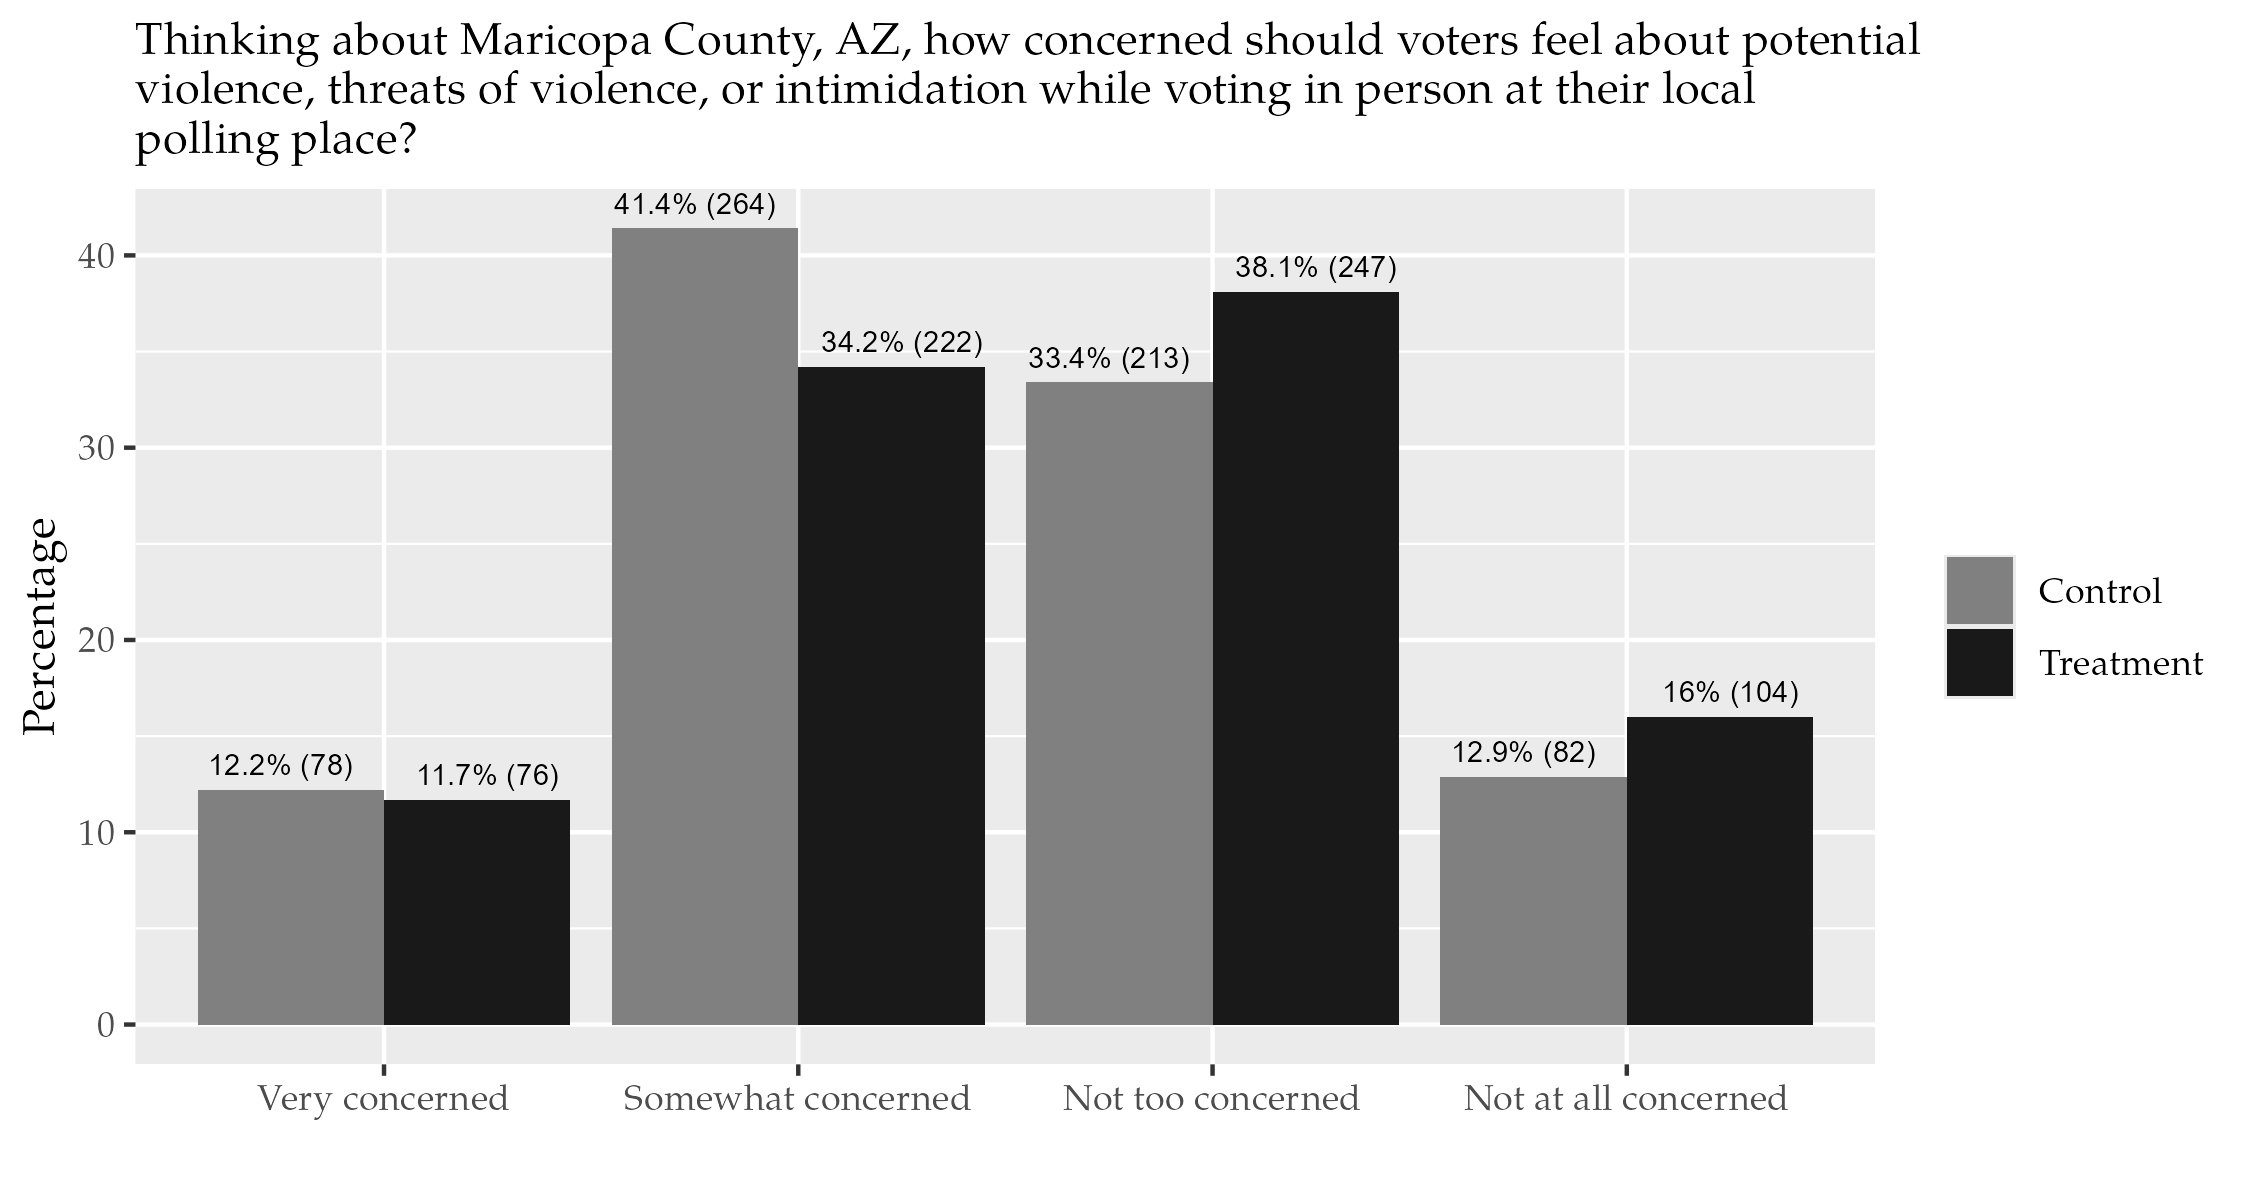 Thinking about Maricopa County, AZ, how concerned should voters feel about potential
violence, threats of violence, or intimidation while voting in person at their local
polling place?
Percentage
40
30
20
10
0
12.2% (78)
11.7% (76)
41.4% (264)
34.2% (222)
33.4% (213)
38.1% (247)
12.9% (82)
16% (104)
Very concerned
Somewhat concerned
Not too concerned
Not at all concerned
Control
Treatment